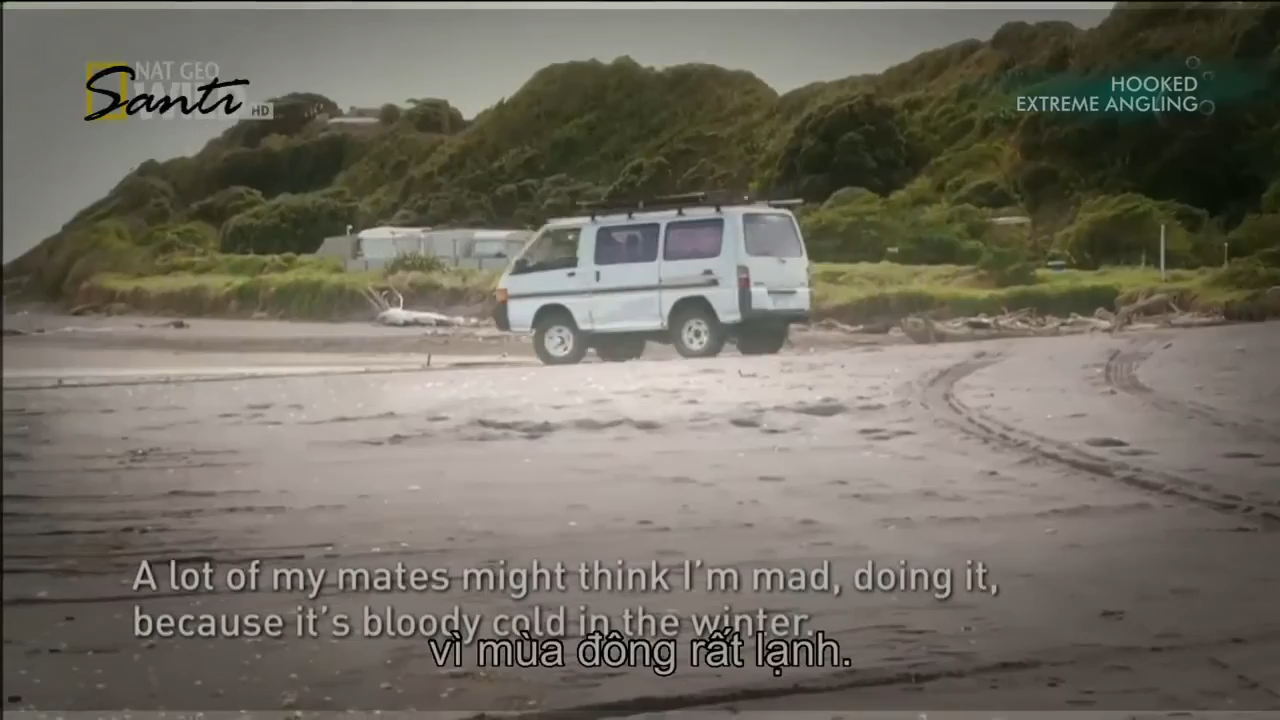 NAT GEO
Santi
HD
HOOKED
EXTREME ANGLING
A lot of my mates might think I'm mad, doing it,
because it's bloody cold in the winter.
vì mùa đông rất lạnh.